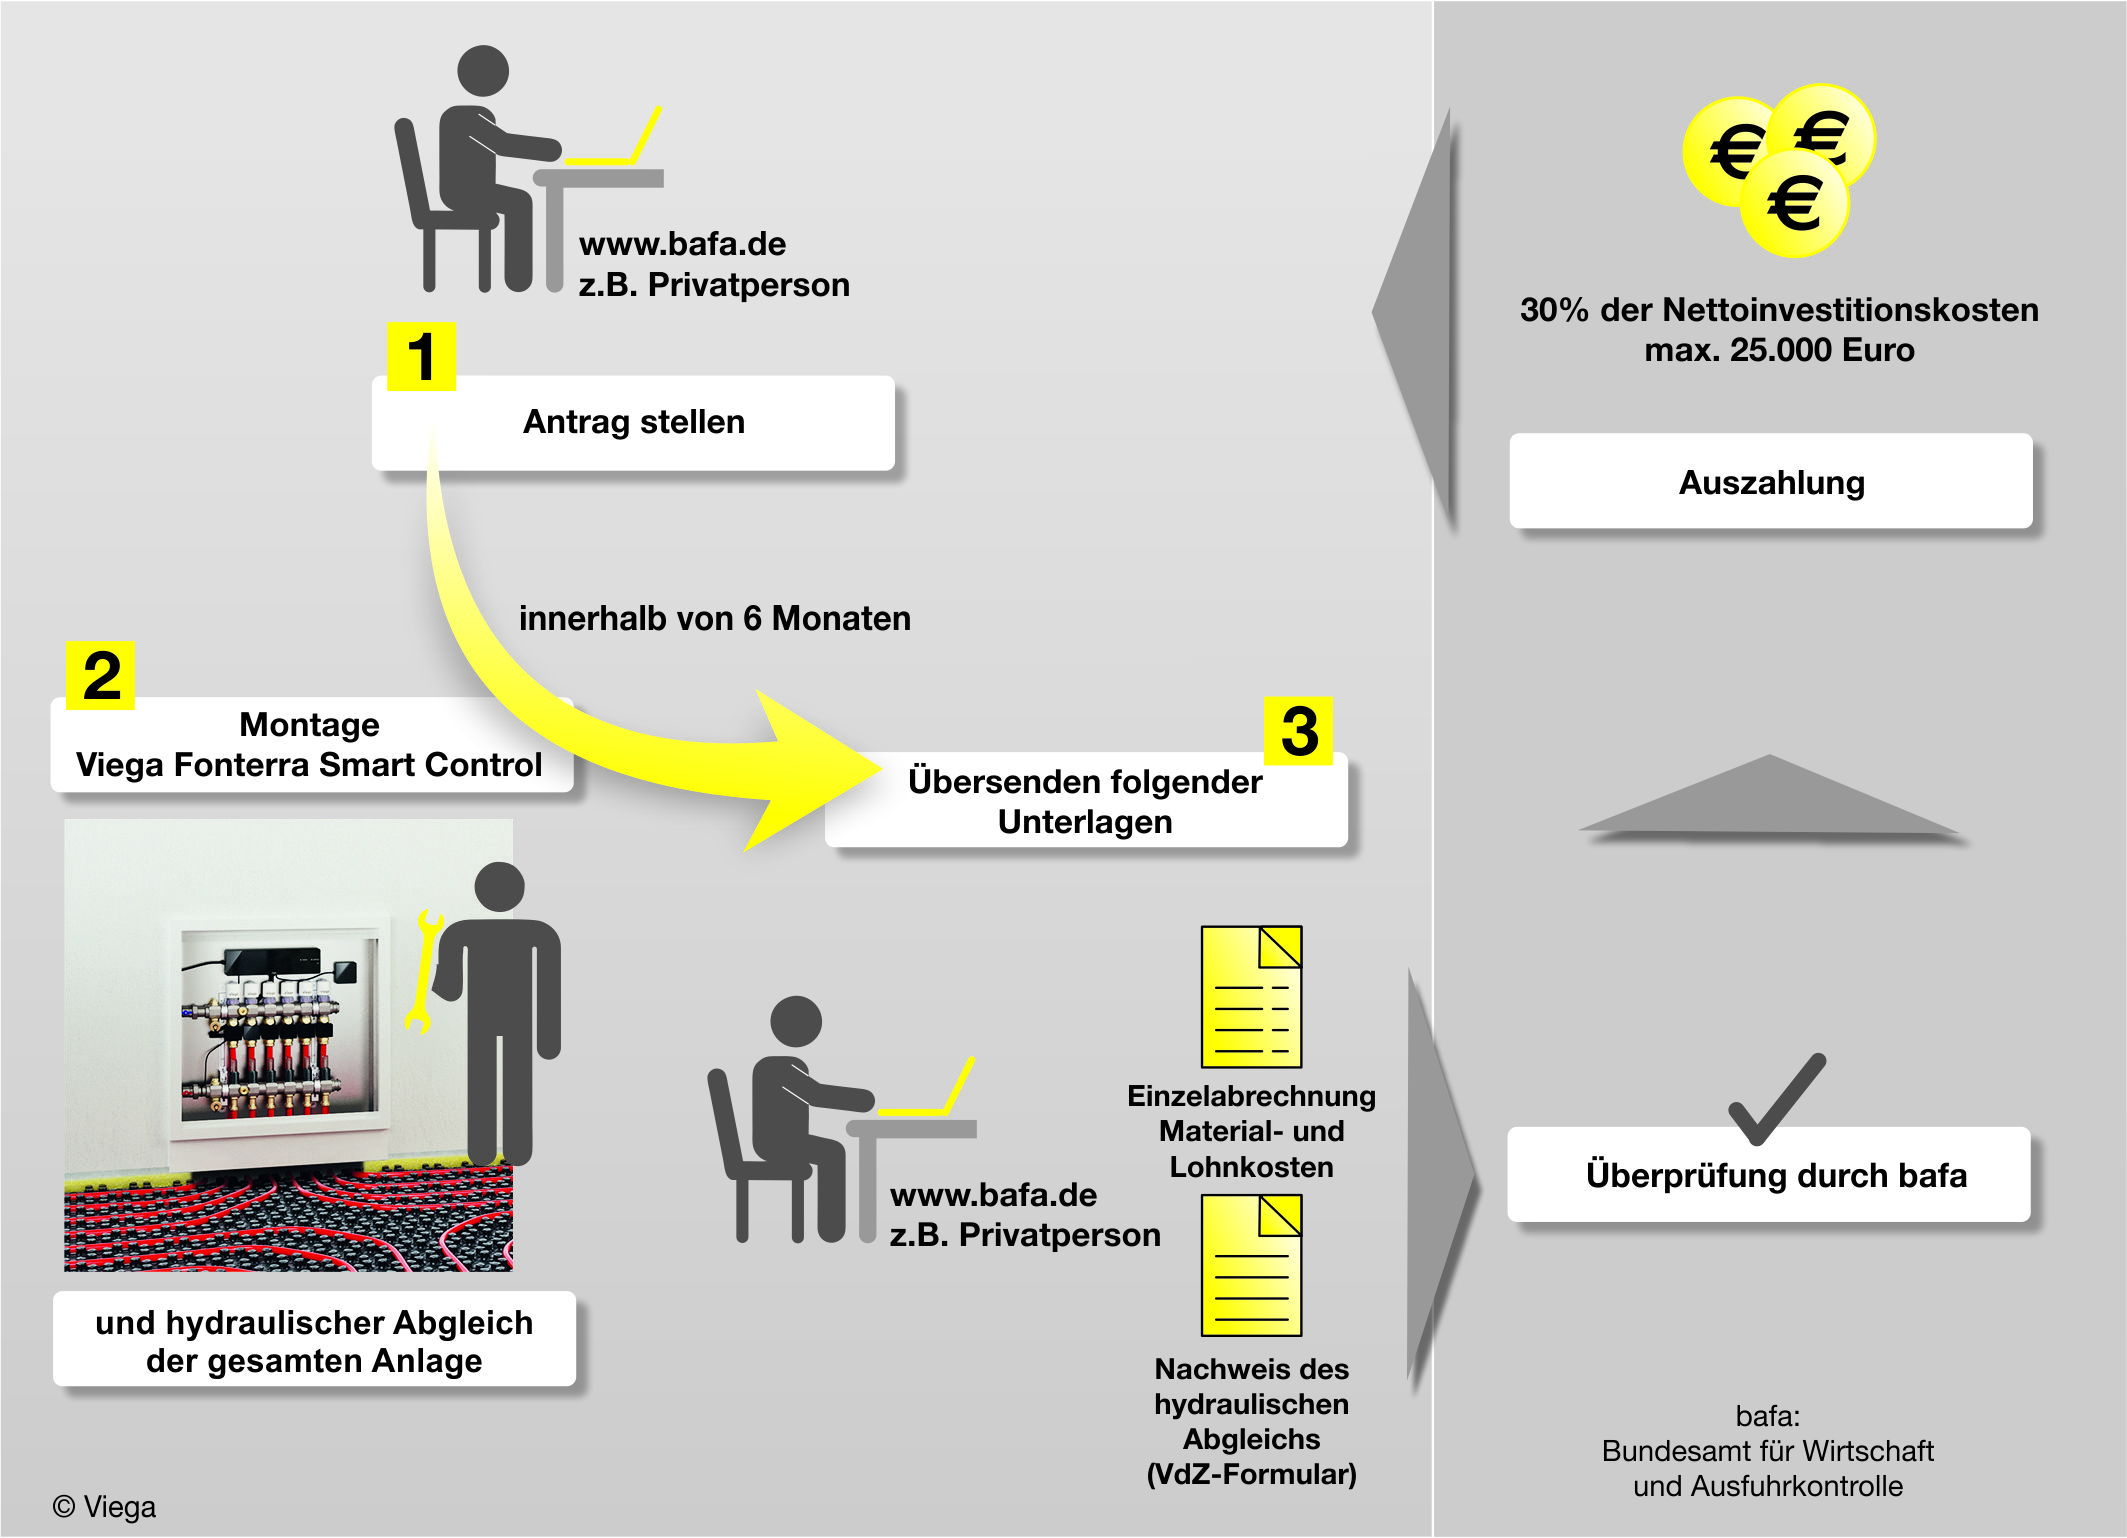 www.bafa.de
z.B. Privatperson
1
Antrag stellen
innerhalb von 6 Monaten
2
Montage
Viega Fonterra Smart Control
und hydraulischer Abgleich
der gesamten Anlage
3
Übersenden folgender
Unterlagen
www.bafa.de
z.B. Privatperson
Einzelabrechnung
Material- und
Lohnkosten
Nachweis des
hydraulischen
Abgleichs
(VdZ-Formular)
€
€
€
30% der Nettoinvestitionskosten
max. 25.000 Euro
Auszahlung
Überprüfung durch bafa
bafa:
Bundesamt für Wirtschaft
und Ausfuhrkontrolle
© Viega